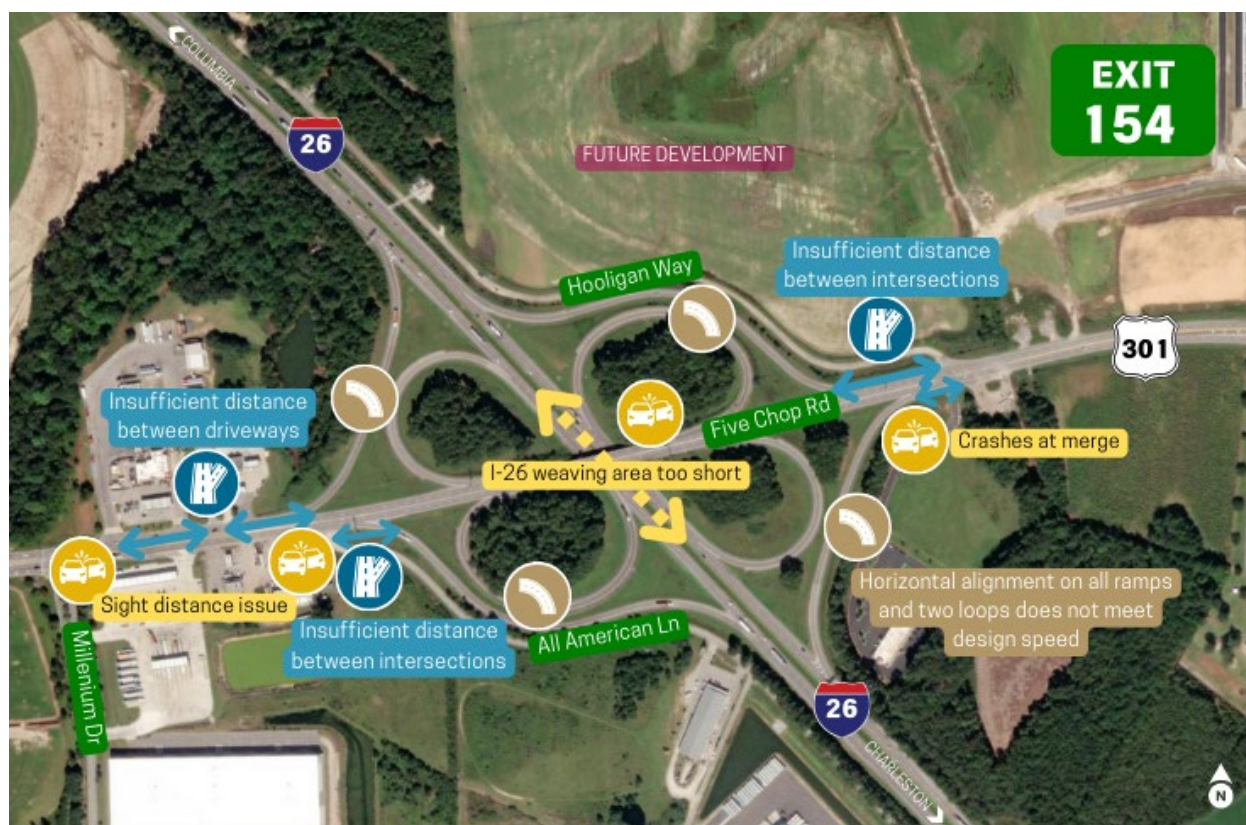 COLUMBIA
26
EXIT
154
FUTURE DEVELOPMENT
Hooligan Way
Insufficient distance
between intersections
301
Insufficient distance
between driveways
Five Chop Rd
Crashes at merge
I-26 weaving area too short
Sight distance issue
Horizontal alignment on all ramps
and two loops does not meet
design speed
Insufficient distance
between intersections
All American Ln
Millenium Dr
26
CHARLESTON
N